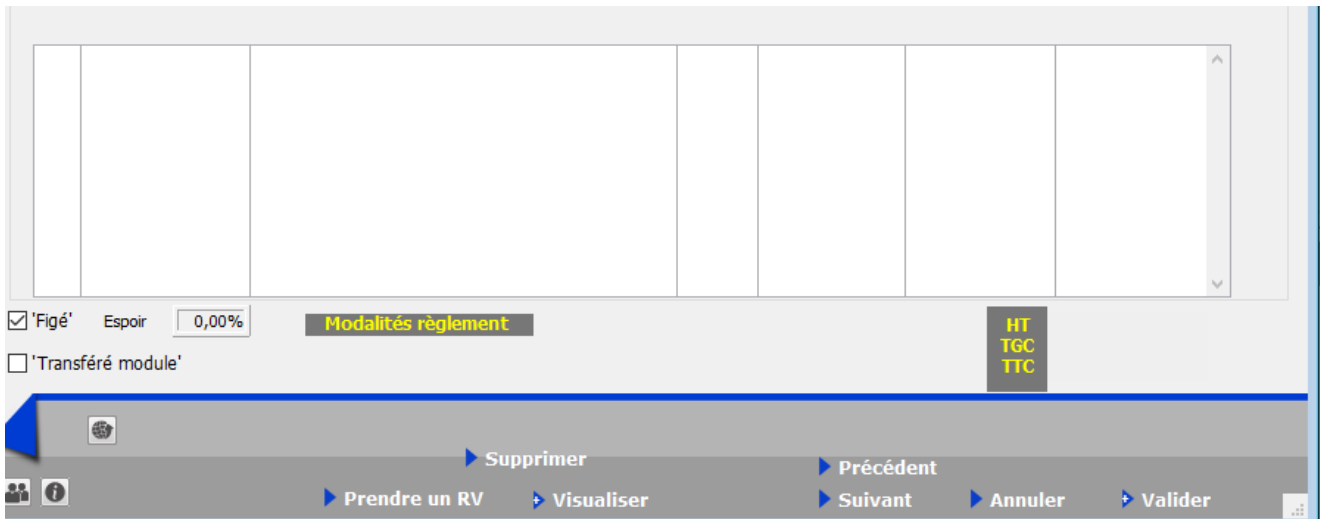 'Figé' Espoir 0,00% Modalités règlement HT
TGC
'Transféré module' TTC
Supprimer Précédent
Prendre un RV Visualiser Suivant Annuler Valider